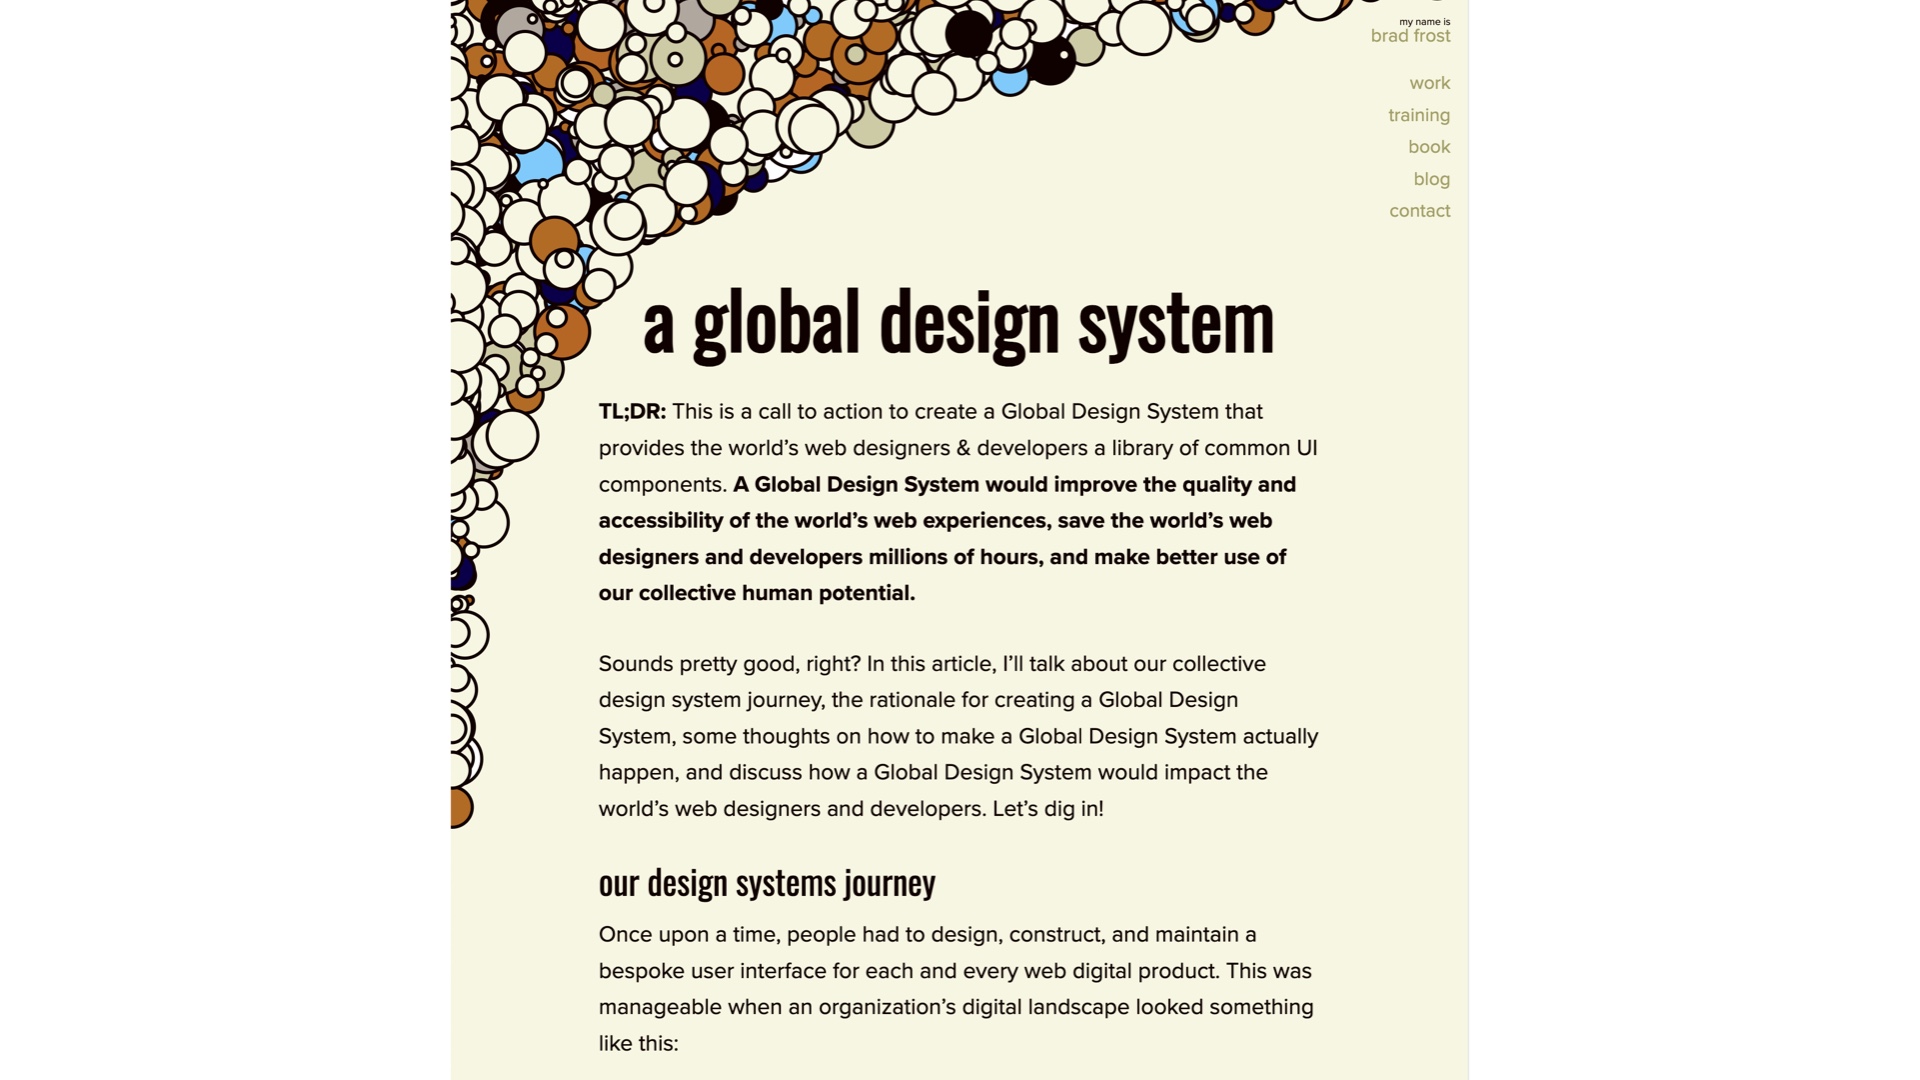 my name is
brad frost
work
training
book
blog
contact
a global design system
TL;DR: This is a call to action to create a Global Design System that
provides the world’s web designers & developers a library of common UI
components. A Global Design System would improve the quality and
accessibility of the world’s web experiences, save the world’s web
designers and developers millions of hours, and make better use of
our collective human potential.
Sounds pretty good, right? In this article, I’ll talk about our collective
design system journey, the rationale for creating a Global Design
System, some thoughts on how to make a Global Design System actually
happen, and discuss how a Global Design System would impact the
world’s web designers and developers. Let’s dig in!
our design systems journey
Once upon a time, people had to design, construct, and maintain a
bespoke user interface for each and every web digital product. This was
manageable when an organization’s digital landscape looked something
like this: